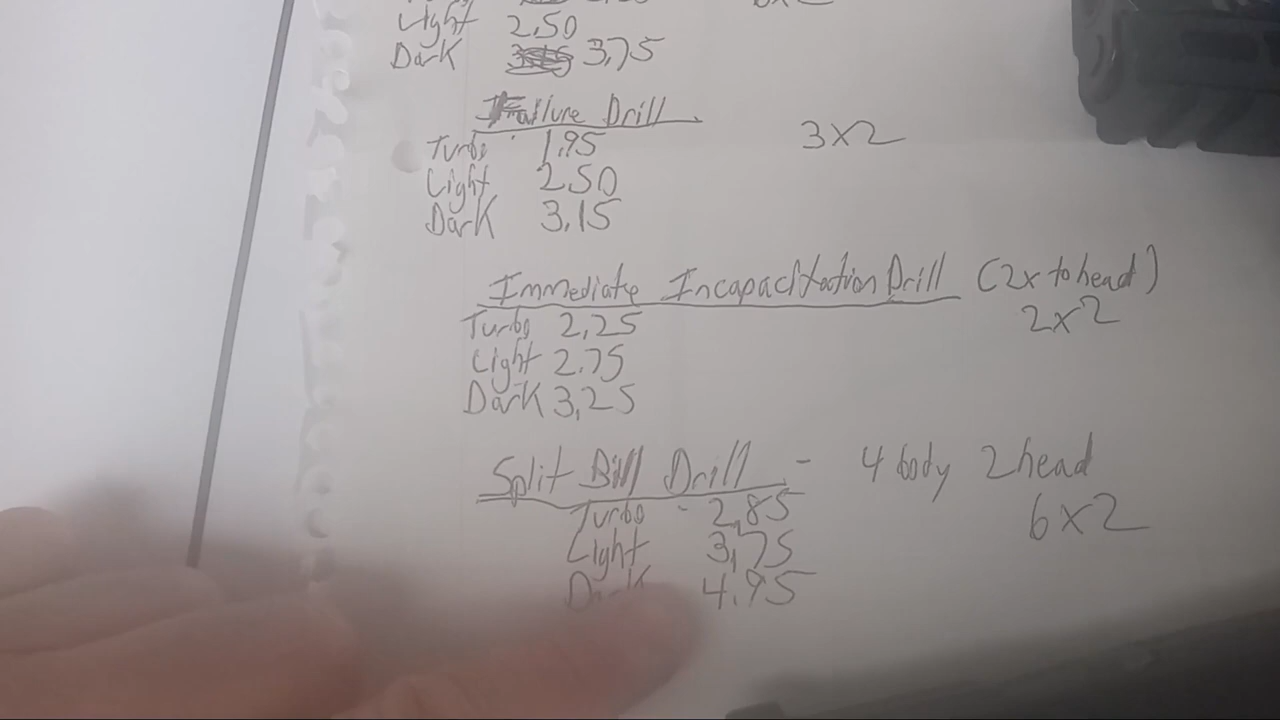 Light 2.50
Dark 3.75
Failure Drill
Turbo 1.95
3x2
Light 2.50
Dark 3.15
Immediate Incapacitation Drill (2x to head)
Turbo 2.25
2x2
Light 2.75
Dark 3.25
Split Bill Drill - 4 body 2 head
Turbo - 2.85
6x2
Light 3.75
Dark 4.95